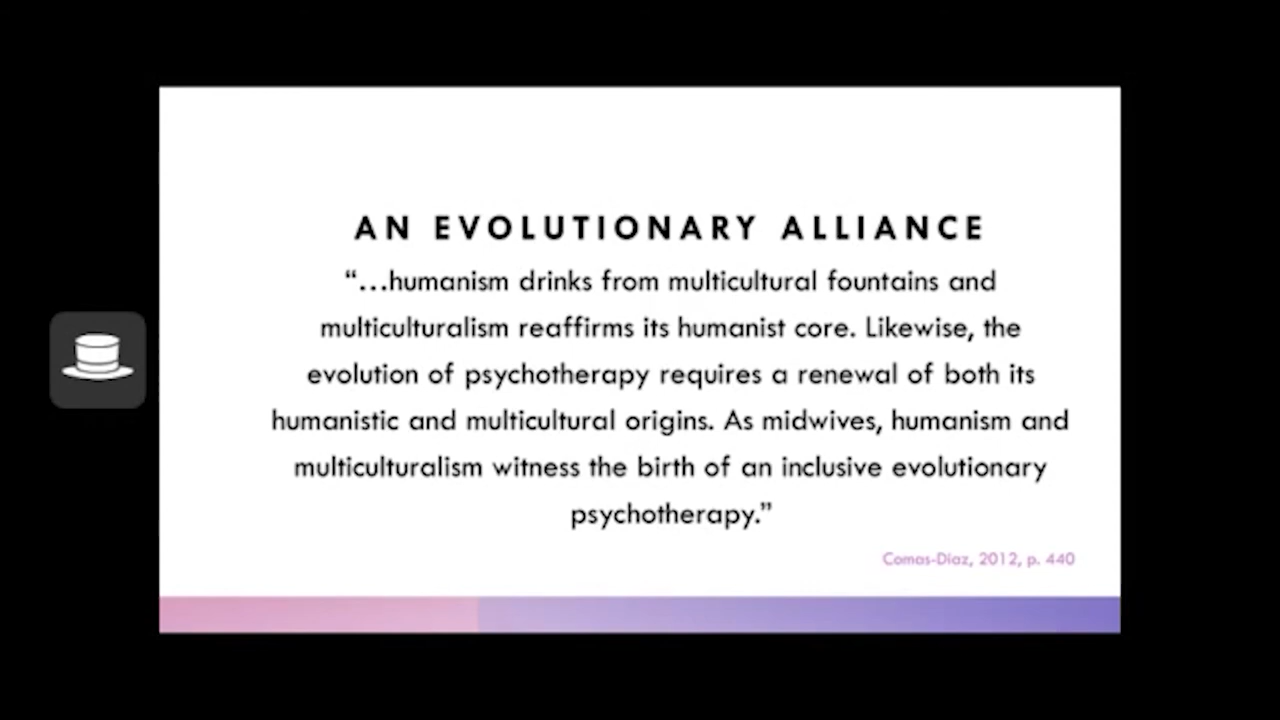 AN EVOLUTIONARY ALLIANCE
“...humanism drinks from multicultural fountains and
multiculturalism reaffirms its humanist core. Likewise, the
evolution of psychotherapy requires a renewal of both its
humanistic and multicultural origins. As midwives, humanism and
multiculturalism witness the birth of an inclusive evolutionary
psychotherapy.”
Comas-Díaz, 2012, p. 440